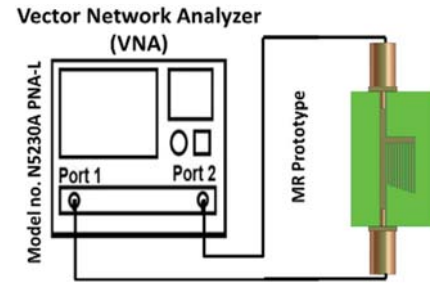 Vector Network Analyzer
(VNA)
Model no. N5230A PNA-L
Port 1
Port 2
MR Prototype